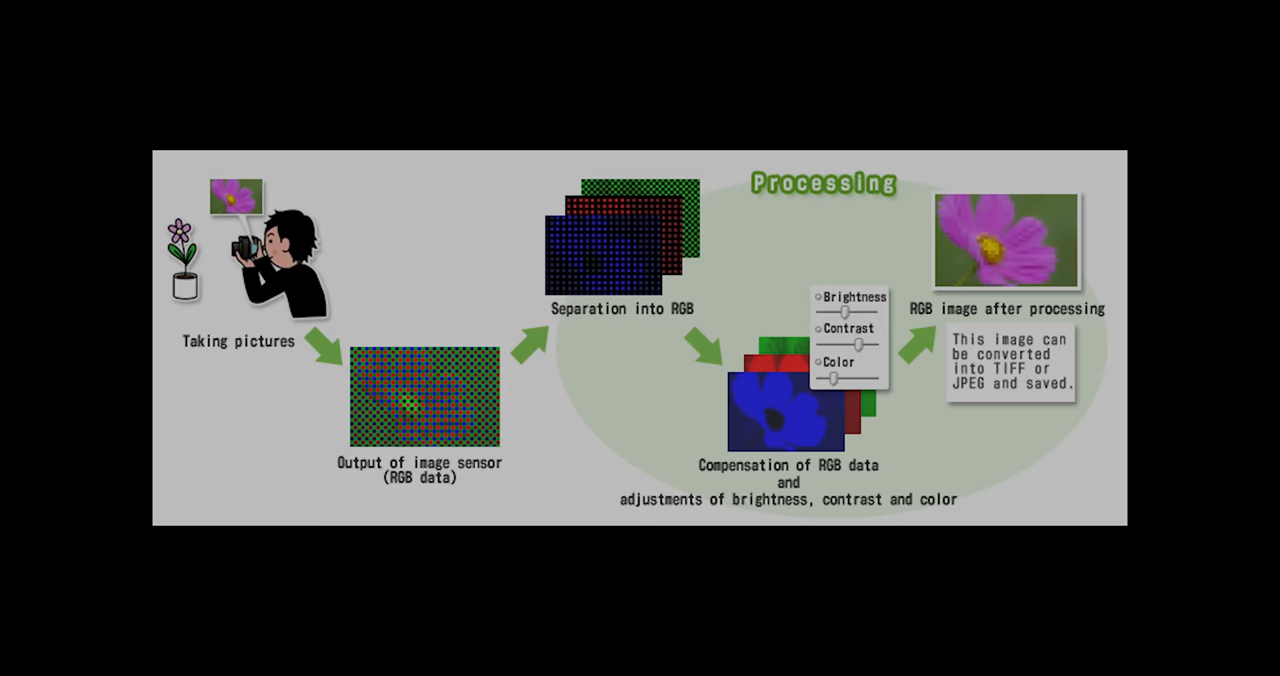 Processing
Taking pictures
Output of image sensor
(RGB data)
Separation into RGB
Brightness
Contrast
Color
Compensation of RGB data
and
adjustments of brightness, contrast and color
RGB image after processing
This image can
be converted
into TIFF or
JPEG and saved.